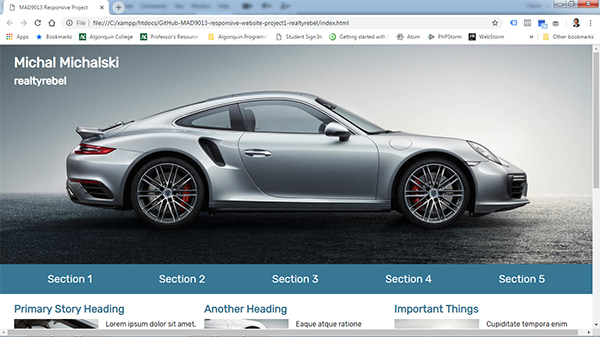 MAD9013 Responsive Project
File | file:///C:/xampp/htdocs/GitHub-MAD9013-responsive-website-project1-realtyrebel/index.html
Apps Bookmarks Algonquin College Professor's Resource Algonquin Program Student Sign In Getting started with Atom PHPStorm WebStorm » Other bookmarks
Michal Michalski
realtyrebel
Section 1 Section 2 Section 3 Section 4 Section 5
Primary Story Heading Another Heading Important Things
Lorem ipsum dolor sit amet, Eaque atque ratione Cupiditate tempora enim